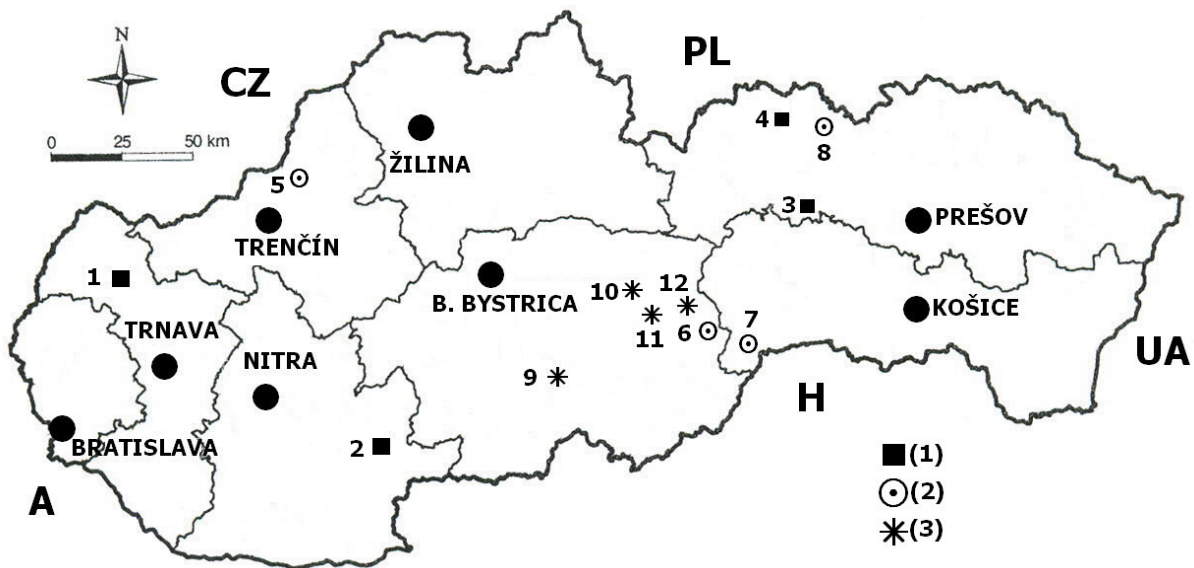 N
CZ
PL
0 25 50 km
ŽILINA
4
8
5
3
TRENČÍN
PREŠOV
1
B. BYSTRICA
10
12
11
6
7
KOŠICE
TRNAVA
NITRA
UA
9
H
2
BRATISLAVA
A
(1)
(2)
(3)